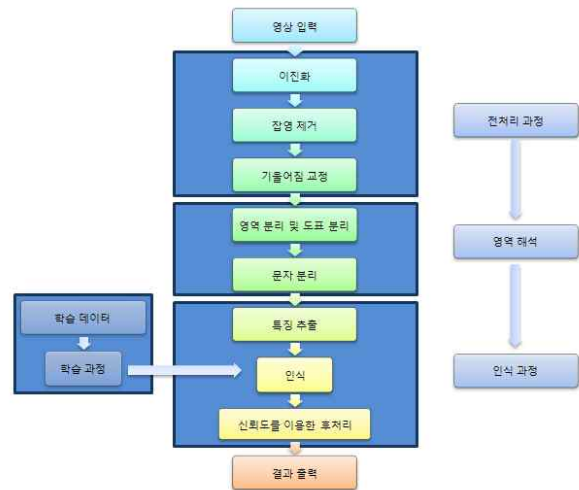 영상 입력
이진화
잡영 제거
기울어짐 교정
영역 분리 및 도표 분리
문자 분리
특징 추출
인식
신뢰도를 이용한 후처리
결과 출력
학습 데이터
학습 과정
전처리 과정
영역 해석
인식 과정